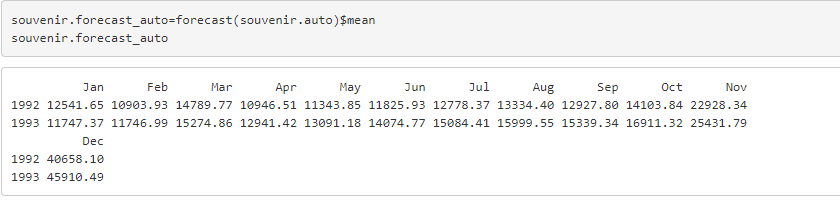 souvenir.forecast_auto=forecast(souvenir.auto)$mean
souvenir.forecast_auto
Jan Feb Mar Apr May Jun Jul Aug Sep Oct Nov
1992 12541.65 10903.93 14789.77 10946.51 11343.85 11825.93 12778.37 13334.40 12927.80 14103.84 22928.34
1993 11747.37 11746.99 15274.86 12941.42 13091.18 14074.77 15084.41 15999.55 15339.34 16911.32 25431.79
Dec
1992 40658.10
1993 45910.49